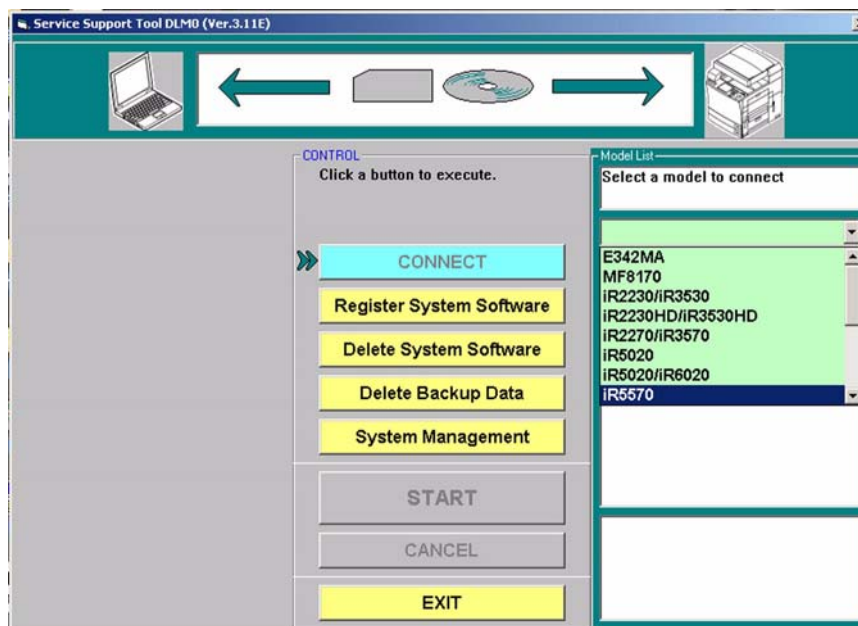 Service Support Tool DLM0 (Ver.3.11E)
CONTROL
Click a button to execute.
CONNECT
Register System Software
Delete System Software
Delete Backup Data
System Management
START
CANCEL
EXIT
Model List
Select a model to connect
E342MA
MF8170
iR2230/iR3530
iR2230HD/iR3530HD
iR2270/iR3570
iR5020
iR5020/iR6020
iR5570